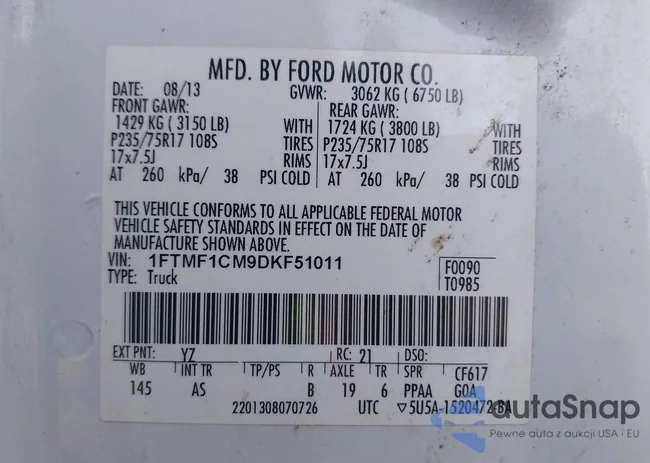 MFD. BY FORD MOTOR CO.
DATE: 08/13 GVWR: 3062 KG ( 6750 LB)
FRONT GAWR: REAR GAWR:
1429 KG ( 3150 LB) WITH 1724 KG ( 3800 LB) WITH
P235/75R17 108S TIRES P235/75R17 108S TIRES
17x7.5J RIMS 17x7.5J RIMS
AT 260 kPa/ 38 PSI COLD AT 260 kPa/ 38 PSI COLD
THIS VEHICLE CONFORMS TO ALL APPLICABLE FEDERAL MOTOR
VEHICLE SAFETY STANDARDS IN EFFECT ON THE DATE OF
MANUFACTURE SHOWN ABOVE.
VIN: 1FTMF1CM9DKF51011 F0090
TYPE: Truck T0985
EXT PNT: YZ RC: 21 DSO:
WB INT TR TP/PS R AXLE TR SPR CF617
145 AS B 19 6 PPAA GOA
2201308070726 UTC ▽5U5A-1520472-BA
autaSnap
Pewne auta z aukcji USA i EU